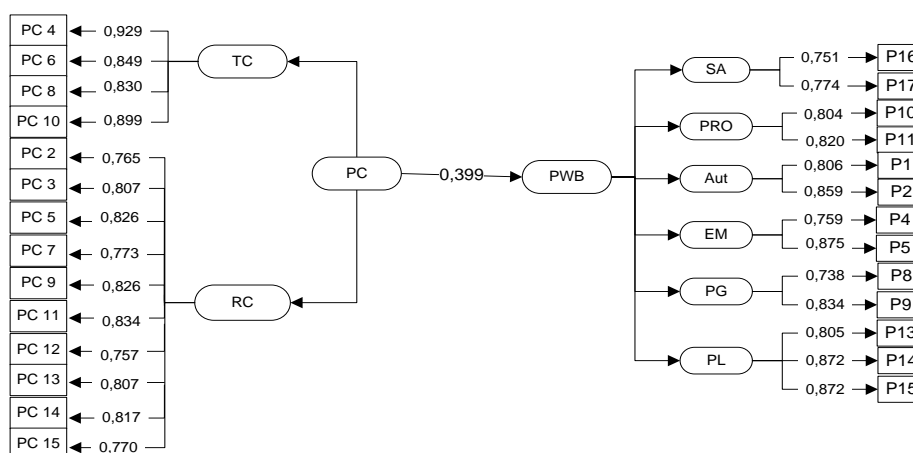 PC 4 0,929
PC 6 0,849
PC 8 0,830
PC 10 0,899
TC
PC 2 0,765
PC 3 0,807
PC 5 0,826
PC 7 0,773
PC 9 0,826
PC 11 0,834
PC 12 0,757
PC 13 0,807
PC 14 0,817
PC 15 0,770
RC
PC 0,399 PWB
SA 0,751 P16
0,774 P17
PRO 0,804 P10
0,820 P11
Aut 0,806 P1
0,859 P2
EM 0,759 P4
0,875 P5
PG 0,738 P8
0,834 P9
PL 0,805 P13
0,872 P14
0,872 P15